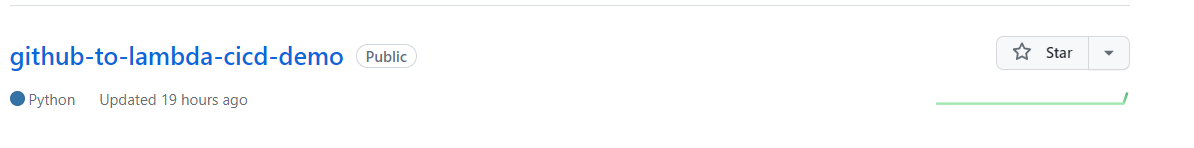 github-to-lambda-cicd-demo Public Star
Python Updated 19 hours ago